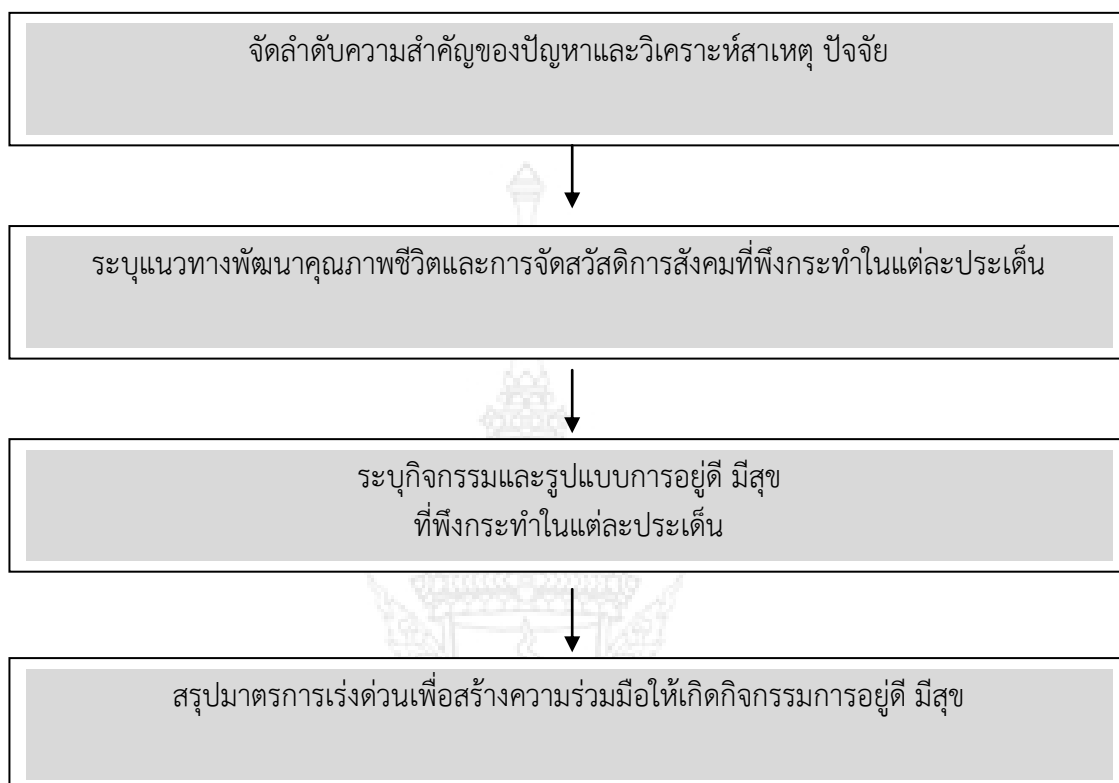 จัดลำดับความสำคัญของปัญหาและวิเคราะห์สาเหตุ ปัจจัย
ระบุแนวทางพัฒนาคุณภาพชีวิตและการจัดสวัสดิการสังคมที่พึงกระทำในแต่ละประเด็น
ระบุกิจกรรมและรูปแบบการอยู่ดี มีสุข
ที่พึงกระทำในแต่ละประเด็น
สรุปมาตรการเร่งด่วนเพื่อสร้างความร่วมมือให้เกิดกิจกรรมการอยู่ดี มีสุข